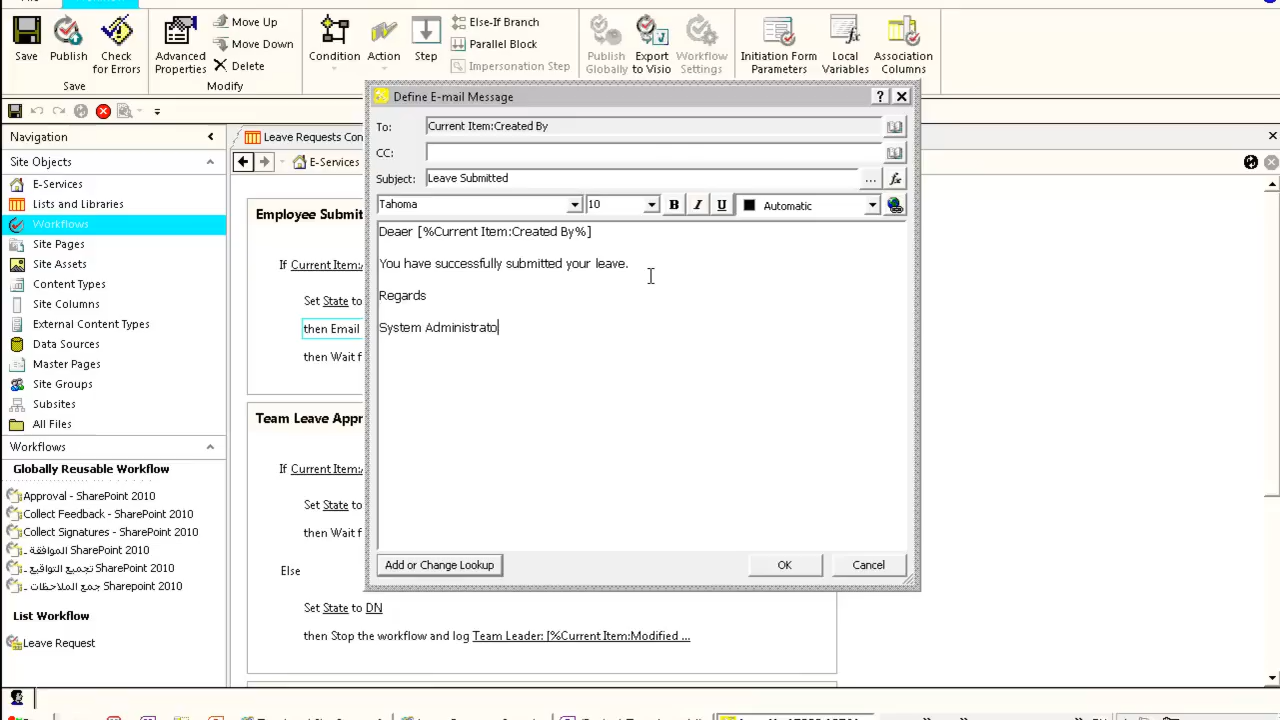 Save
Publish
Check for Errors
Save
Advanced Properties
Move Up
Move Down
Delete
Modify
Condition
Action
Step
Else-If Branch
Parallel Block
Impersonation Step
Publish Globally
Export to Visio
Workflow Settings
Initiation Form Parameters
Local Variables
Association Columns
Navigation
Site Objects
E-Services
Lists and Libraries
Workflows
Site Pages
Site Assets
Content Types
Site Columns
External Content Types
Data Sources
Master Pages
Site Groups
Subsites
All Files
Workflows
Globally Reusable Workflow
Approval - SharePoint 2010
Collect Feedback - SharePoint 2010
Collect Signatures - SharePoint 2010
الموافقة - SharePoint 2010
تجميع التواقيع - SharePoint 2010
جمع الملاحظات - Sharepoint 2010
List Workflow
Leave Request
Leave Requests Con
E-Services
Employee Submit
If Current Item:
Set State to
then Email
then Wait f
Team Leave Appr
If Current Item:
Set State to
then Wait f
Else
Set State to DN
then Stop the workflow and log Team Leader: [%Current Item:Modified ...
Define E-mail Message
?
To: Current Item:Created By
CC:
Subject: Leave Submitted
... fx
Tahoma 10 B I U Automatic
Deaer [%Current Item:Created By%]
You have successfully submitted your leave.
Regards
System Administrato
Add or Change Lookup
OK
Cancel